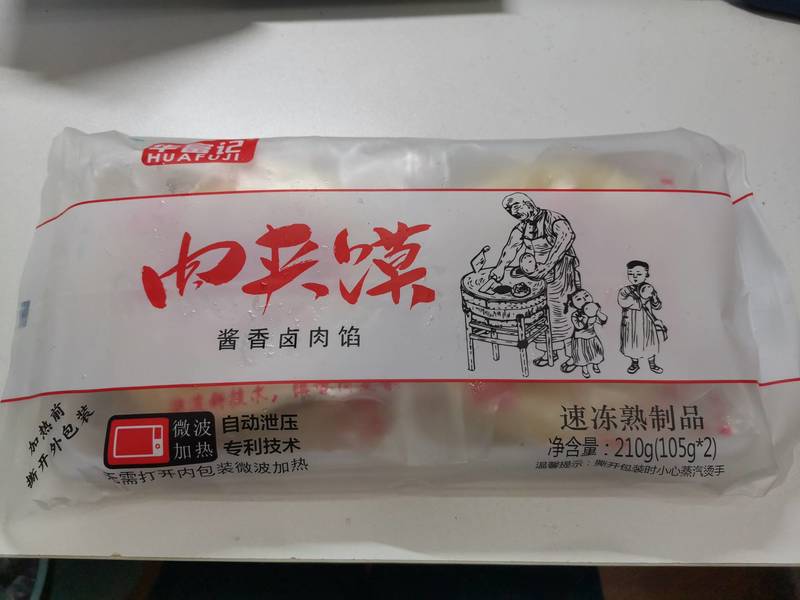 华富记
HUAFUJI
肉夹馍
酱香卤肉馅
加热前
撕开外包装
微波
加热
自动泄压
专利技术
无需打开内包装微波加热
速冻熟制品
净含量：210g(105g*2)
温馨提示：撕开包装时小心蒸汽烫手